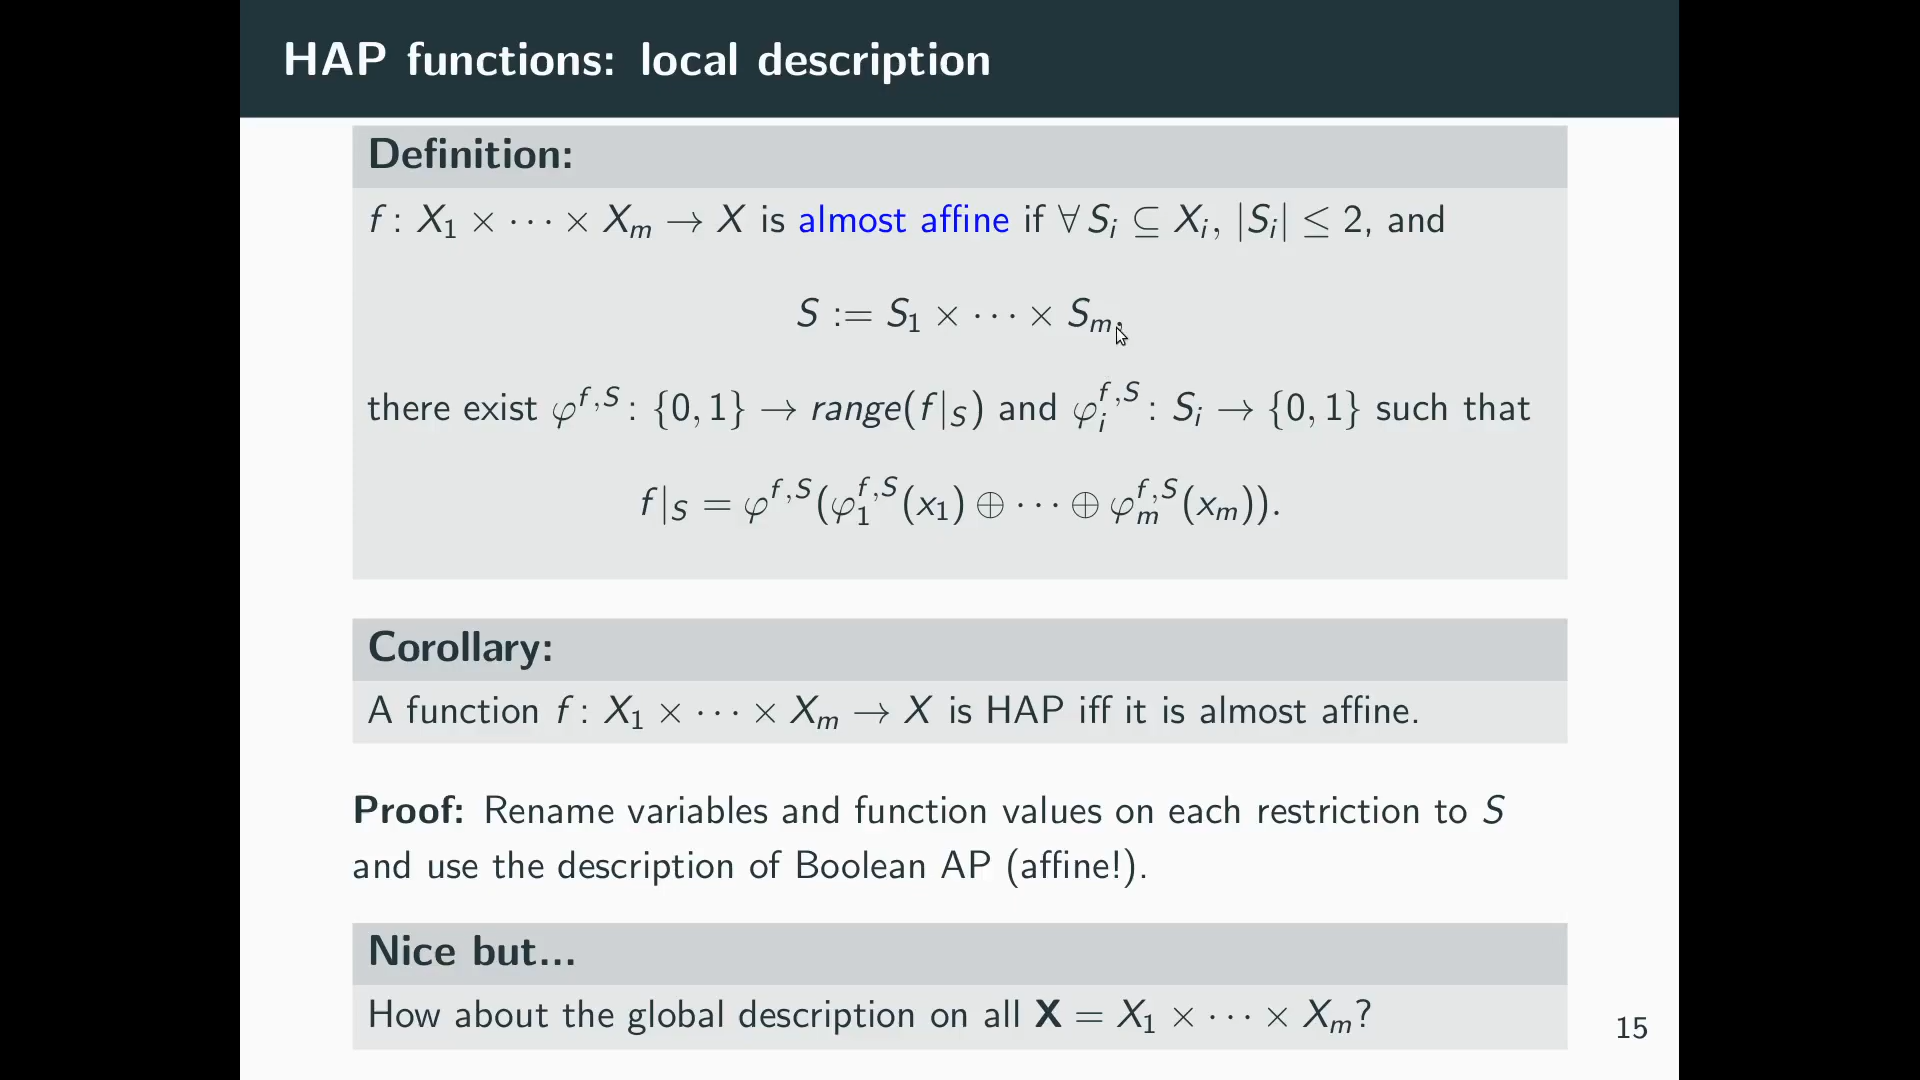 HAP functions: local description
Definition:
f : X₁ × ⋯ × Xₘ → X is almost affine if ∀ Sᵢ ⊆ Xᵢ, |Sᵢ| ≤ 2, and
S := S₁ × ⋯ × Sₘ,
there exist φ^{f,S} : {0, 1} → range(f|_S) and φ_i^{f,S} : Sᵢ → {0, 1} such that
f|_S = φ^{f,S}(φ_1^{f,S}(x₁) ⊕ ⋯ ⊕ φ_m^{f,S}(xₘ)).
Corollary:
A function f : X₁ × ⋯ × Xₘ → X is HAP iff it is almost affine.
Proof: Rename variables and function values on each restriction to S
and use the description of Boolean AP (affine!).
Nice but...
How about the global description on all X = X₁ × ⋯ × Xₘ?
15